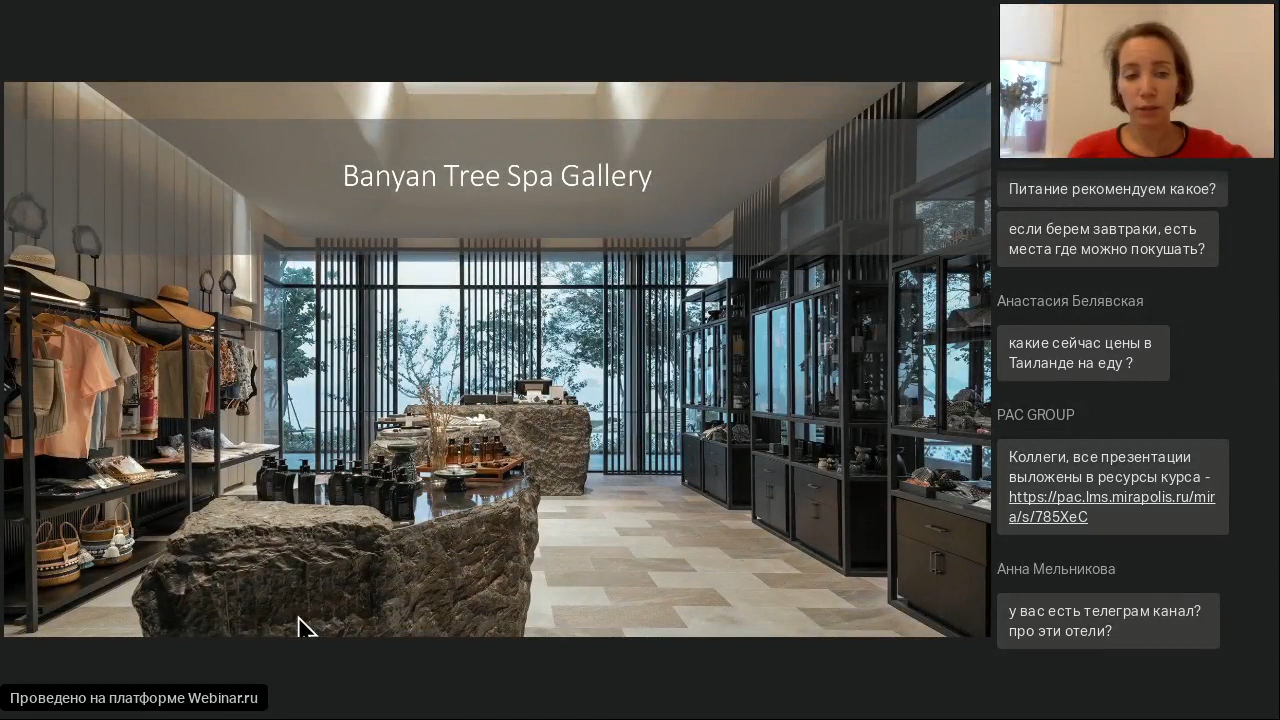 Banyan Tree Spa Gallery
Питание рекомендуем какое?
если берем завтраки, есть
места где можно покушать?
Анастасия Белявская
какие сейчас цены в
Таиланде на еду ?
PAC GROUP
Коллеги, все презентации
выложены в ресурсы курса -
https://pac.lms.mirapolis.ru/mir
a/s/785XeC
Анна Мельникова
у вас есть телеграм канал?
про эти отели?
Проведено на платформе Webinar.ru